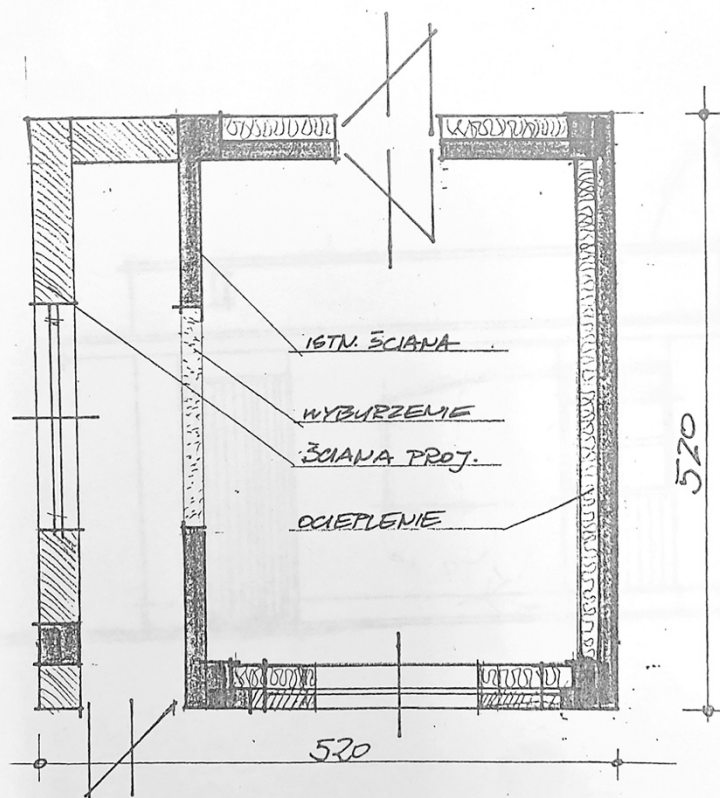 ISTN. ŚCIANA
WYBURZENIE
ŚCIANA PROJ.
OCIEPLENIE
520
520